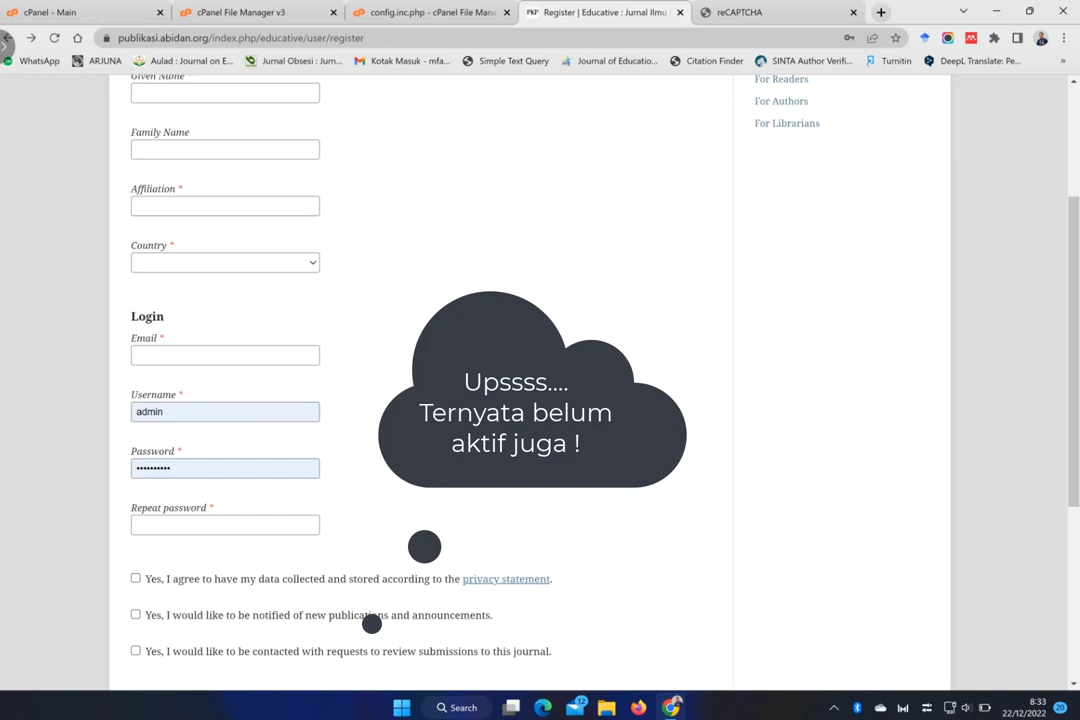 cPanel - Main
cPanel File Manager v3
config.inc.php - cPanel File Mana
PKP
Register | Educative : Jurnal Ilmu
reCAPTCHA
publikasi.abidan.org/index.php/educative/user/register
WhatsApp
ARJUNA
Aulad : Journal on E...
Jurnal Obsesi : Jurn...
Kotak Masuk - mfa...
Simple Text Query
Journal of Educatio...
Citation Finder
SINTA Author Verifi...
Turnitin
DeepL Translate: Pe...
Given Name
Family Name
Affiliation *
Country *
Login
Email *
Username *
admin
Password *
Repeat password *
Yes, I agree to have my data collected and stored according to the privacy statement.
Yes, I would like to be notified of new publications and announcements.
Yes, I would like to be contacted with requests to review submissions to this journal.
For Readers
For Authors
For Librarians
Upssss....
Ternyata belum
aktif juga !
Search
12
8:33
22/12/2022
20